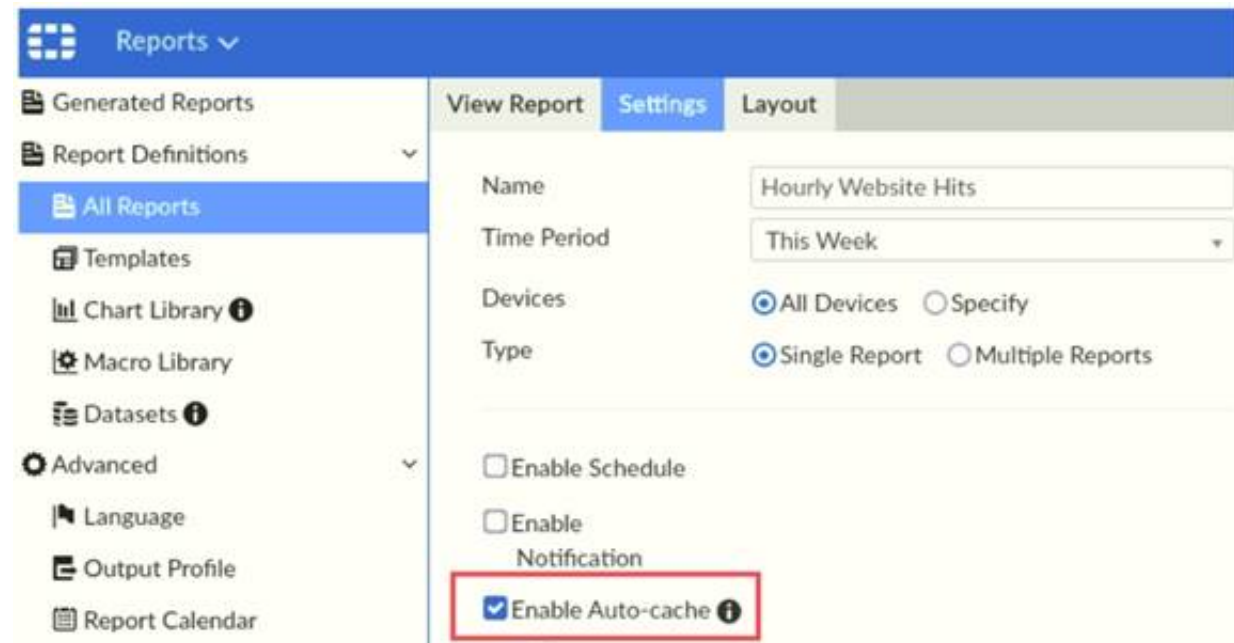 Reports
Generated Reports
Report Definitions
All Reports
Templates
Chart Library
Macro Library
Datasets
Advanced
Language
Output Profile
Report Calendar
View Report Settings Layout
Name Hourly Website Hits
Time Period This Week
Devices All Devices Specify
Type Single Report Multiple Reports
Enable Schedule
Enable
Notification
Enable Auto-cache